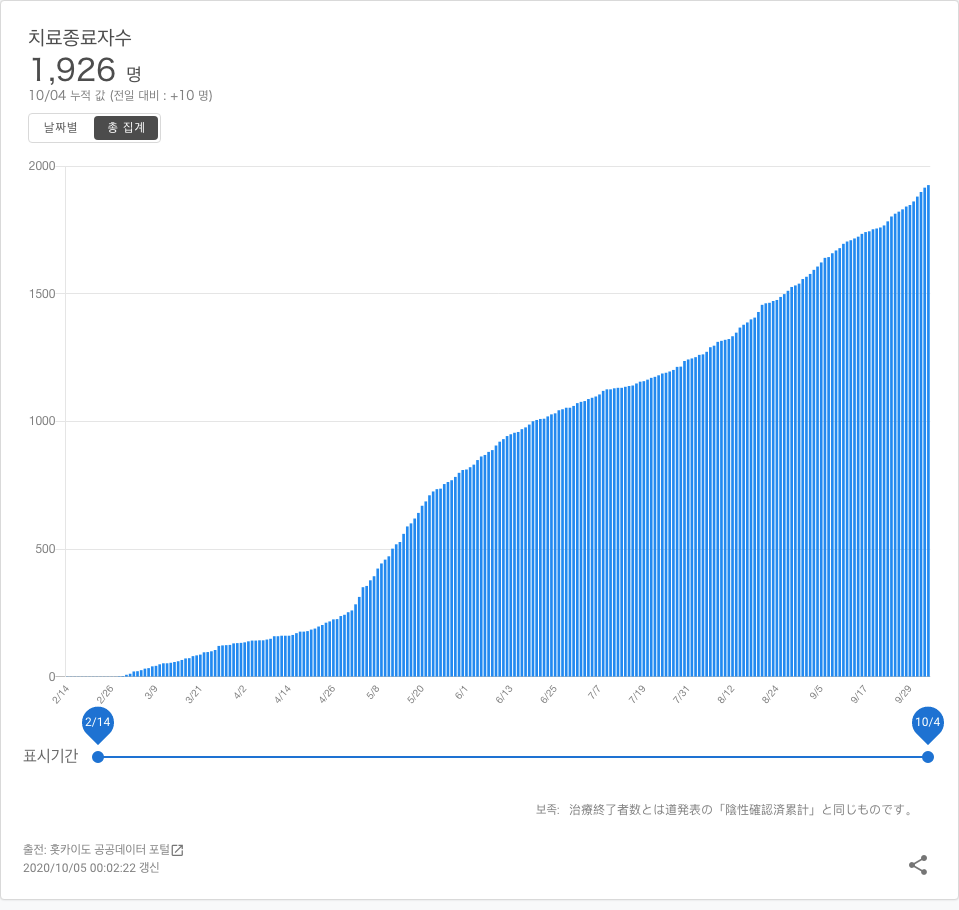 치료종료자수
1,926 명
10/04 누적 값 (전일 대비 : +10 명)
날짜별 총 집계
2000
1500
1000
500
0
2/14 2/26 3/9 3/21 4/2 4/14 4/26 5/8 5/20 6/1 6/13 6/25 7/7 7/19 7/31 8/12 8/24 9/5 9/17 9/29
2/14 10/4
표시기간
보족: 治療終了者数とは道発表の「陰性確認済累計」と同じものです。
출전: 홋카이도 공공데이터 포털
2020/10/05 00:02:22 갱신